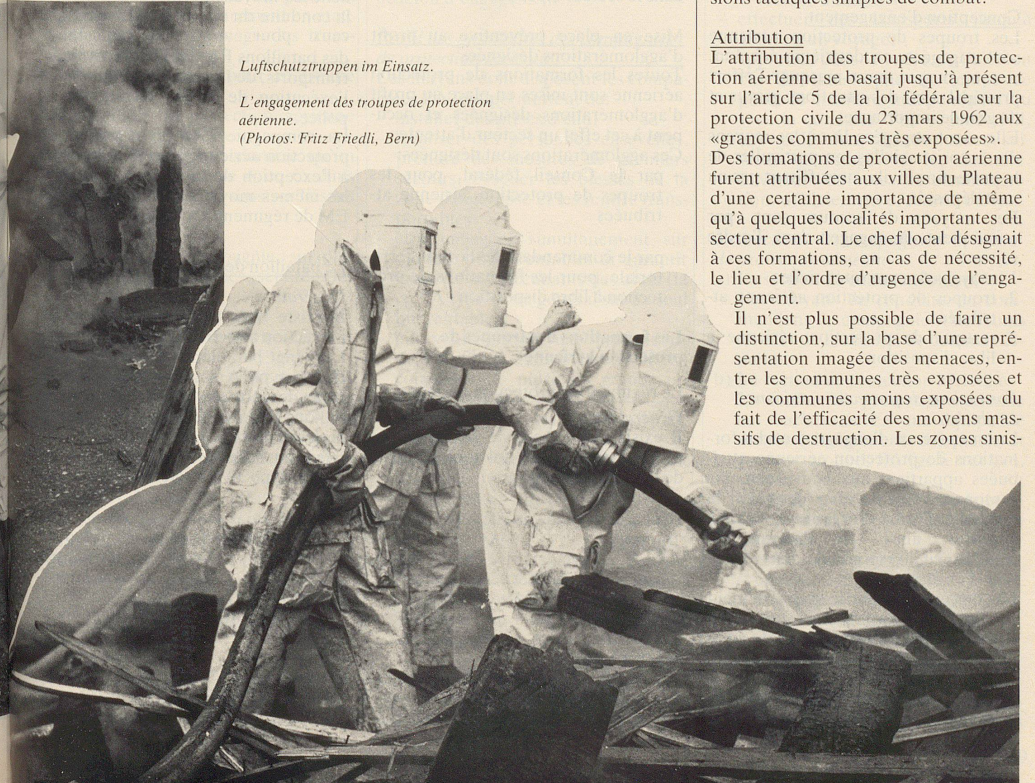 Luftschutztruppen im Einsatz.
L'engagement des troupes de protection
aérienne.
(Photos: Fritz Friedli, Bern)
sions tactiques simples de combat.
Attribution
L'attribution des troupes de protec-
tion aérienne se basait jusqu'à présent
sur l'article 5 de la loi fédérale sur la
protection civile du 23 mars 1962 aux
«grandes communes très exposées».
Des formations de protection aérienne
furent attribuées aux villes du Plateau
d'une certaine importance de même
qu'à quelques localités importantes du
secteur central. Le chef local désignait
à ces formations, en cas de nécessité,
le lieu et l'ordre d'urgence de l'enga-
gement.
Il n'est plus possible de faire un
distinction, sur la base d'une repré-
sentation imagée des menaces, en-
tre les communes très exposées et
les communes moins exposées du
fait de l'efficacité des moyens mas-
sifs de destruction. Les zones sinis-